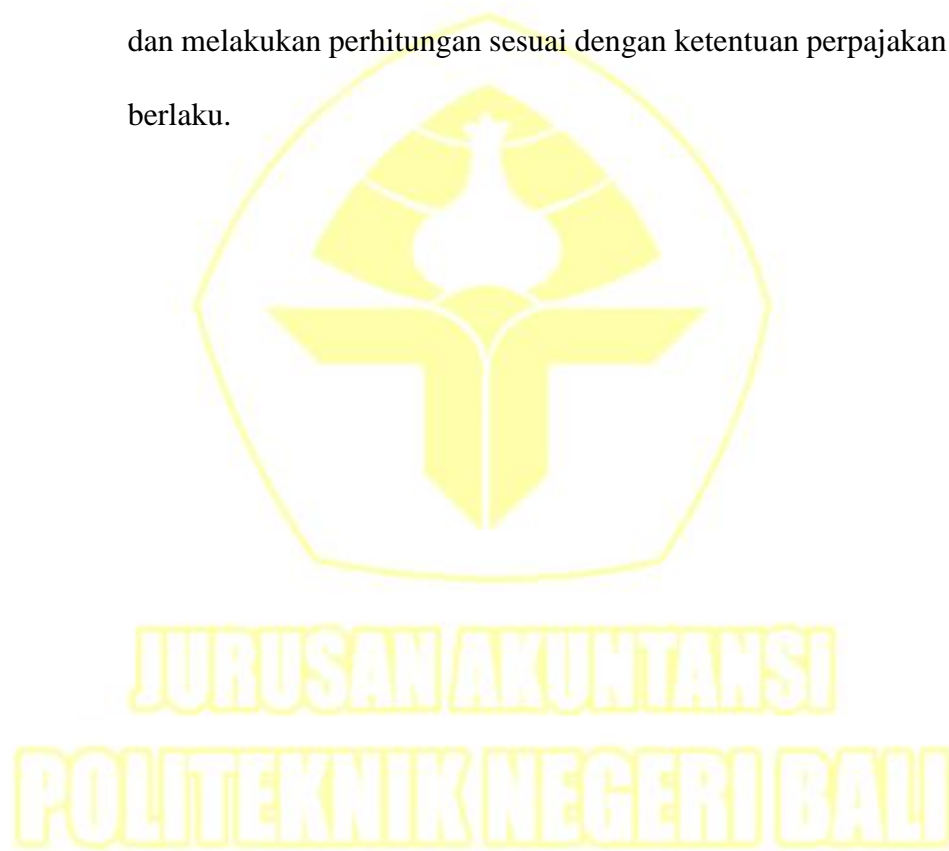 dan melakukan perhitungan sesuai dengan ketentuan perpajakan
berlaku.
JURUSAN AKUNTANSI
POLITEKNIK NEGERI BALI